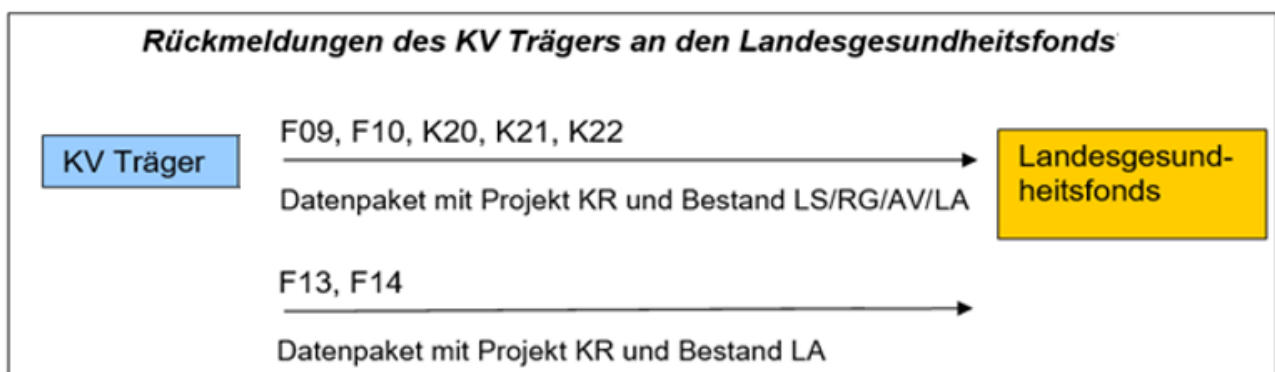 Rückmeldungen des KV Trägers an den Landesgesundheitsfonds
F09, F10, K20, K21, K22
KV Träger
Landesgesund-
heitsfonds
Datenpaket mit Projekt KR und Bestand LS/RG/AV/LA
F13, F14
Datenpaket mit Projekt KR und Bestand LA